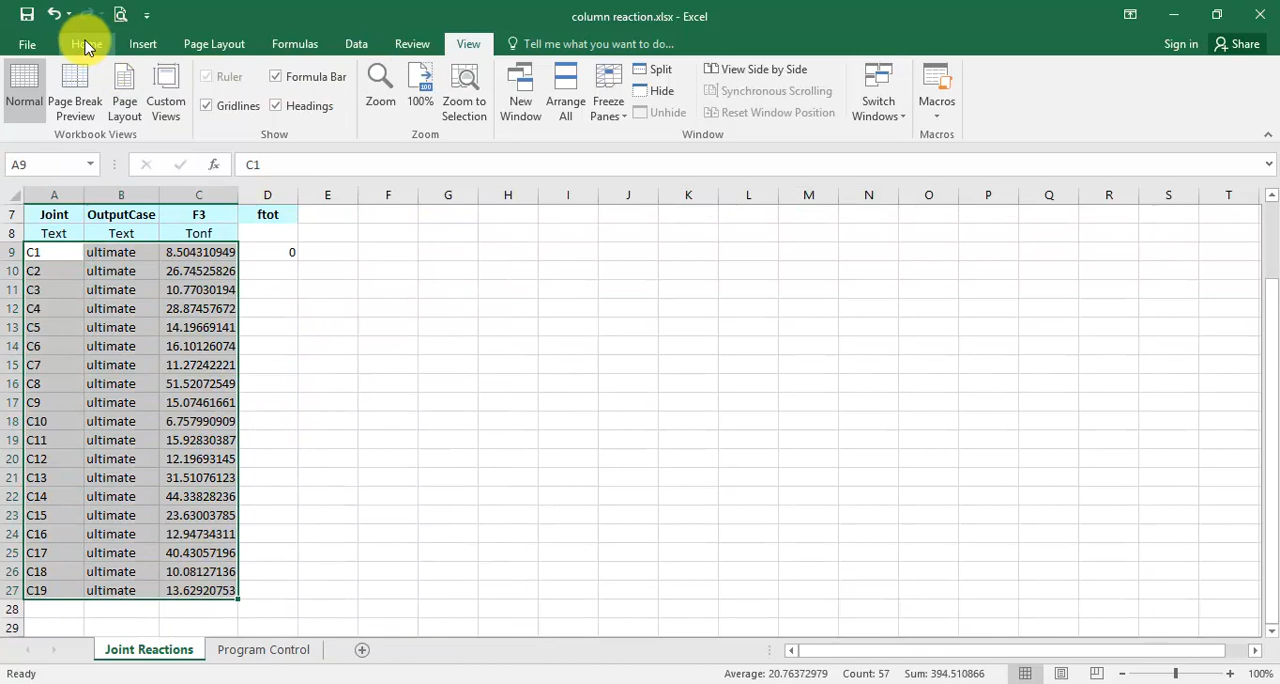 column reaction.xlsx - Excel
File Home Insert Page Layout Formulas Data Review View Tell me what you want to do... Sign in Share
Normal Page Break Preview Page Layout Custom Views
Workbook Views
Ruler Formula Bar
Gridlines Headings
Show
Zoom 100% Zoom to Selection
Zoom
New Window Arrange All Freeze Panes
Split
Hide
Unhide
View Side by Side
Synchronous Scrolling
Reset Window Position
Switch Windows
Window
Macros
Macros
A9 fx C1
A B C D E F G H I J K L M N O P Q R S T
7 Joint OutputCase F3 ftot
8 Text Text Tonf
9 C1 ultimate 8.504310949 0
10 C2 ultimate 26.74525826
11 C3 ultimate 10.77030194
12 C4 ultimate 28.87457672
13 C5 ultimate 14.19669141
14 C6 ultimate 16.10126074
15 C7 ultimate 11.27242221
16 C8 ultimate 51.52072549
17 C9 ultimate 15.07461661
18 C10 ultimate 6.757990909
19 C11 ultimate 15.92830387
20 C12 ultimate 12.19693145
21 C13 ultimate 31.51076123
22 C14 ultimate 44.33828236
23 C15 ultimate 23.63003785
24 C16 ultimate 12.94734311
25 C17 ultimate 40.43057196
26 C18 ultimate 10.08127136
27 C19 ultimate 13.62920753
28
29
Joint Reactions Program Control
Ready Average: 20.76372979 Count: 57 Sum: 394.510866 100%